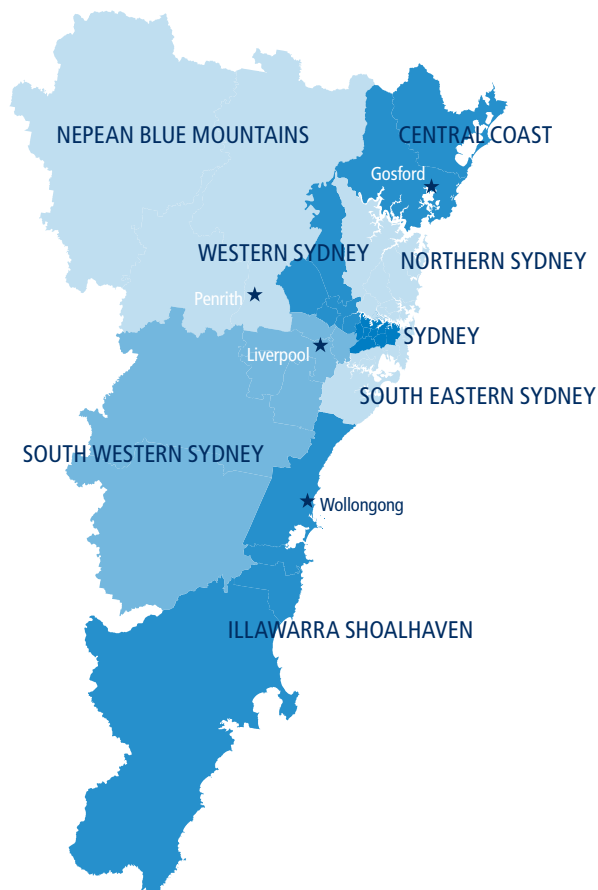 NEPEAN BLUE MOUNTAINS
CENTRAL COAST
Gosford
WESTERN SYDNEY
NORTHERN SYDNEY
Penrith
SYDNEY
Liverpool
SOUTH EASTERN SYDNEY
SOUTH WESTERN SYDNEY
Wollongong
ILLAWARRA SHOALHAVEN